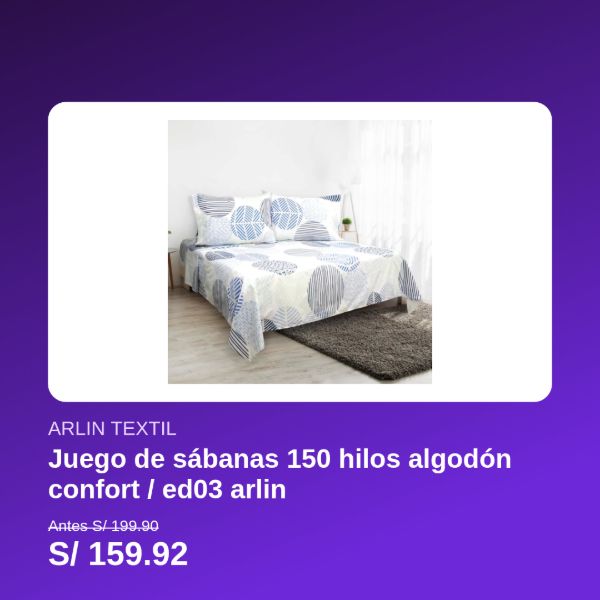 ARLIN TEXTIL
Juego de sábanas 150 hilos algodón
confort / ed03 arlin
Antes S/ 199.90
S/ 159.92